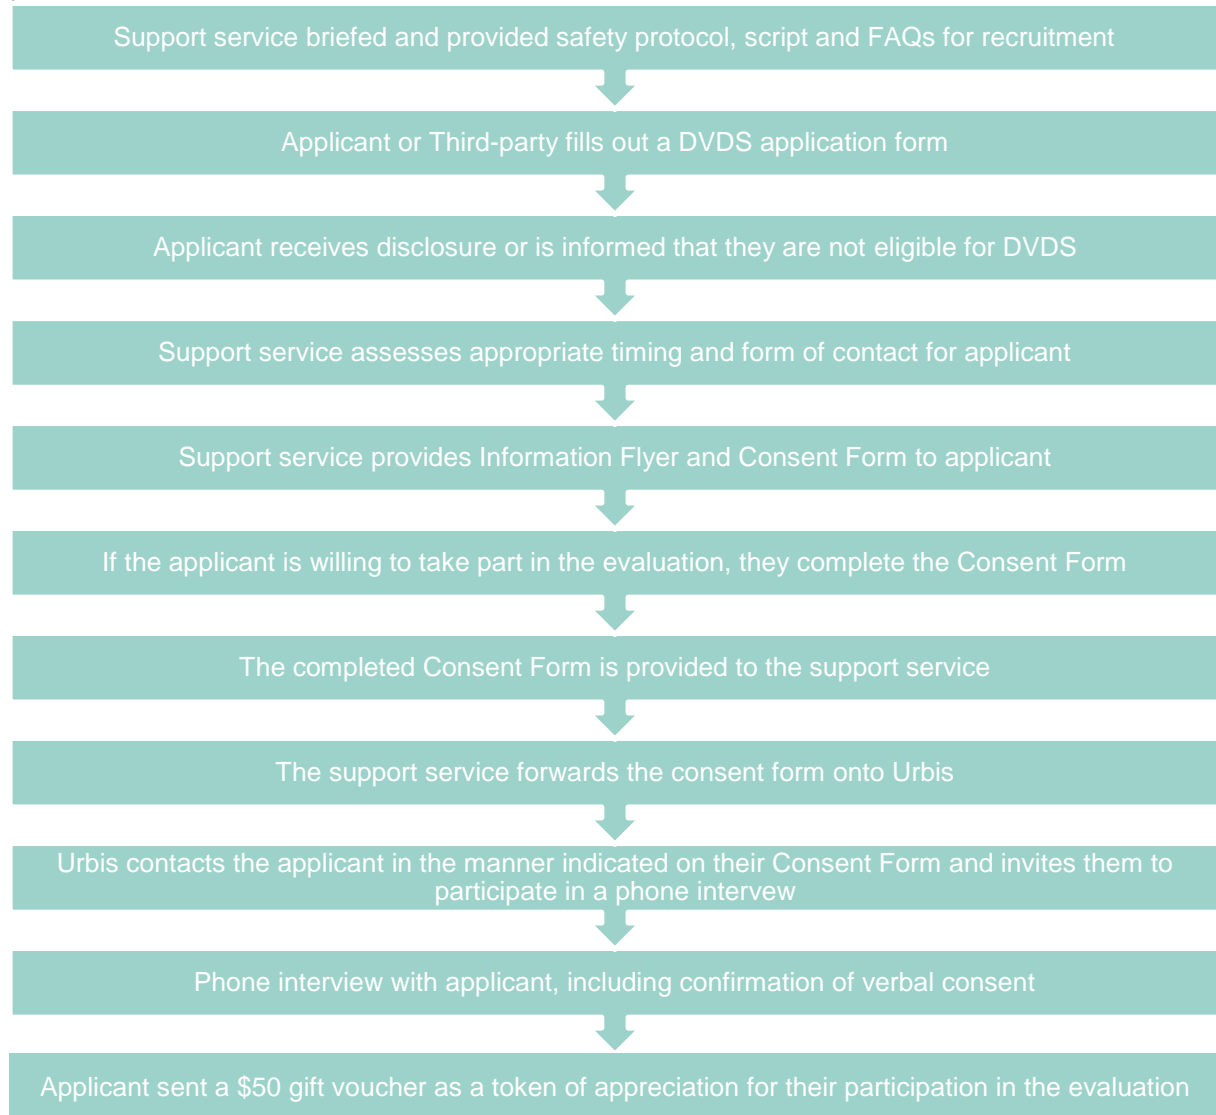 Support service briefed and provided safety protocol, script and FAQs for recruitment
Applicant or Third-party fills out a DVDS application form
Applicant receives disclosure or is informed that they are not eligible for DVDS
Support service assesses appropriate timing and form of contact for applicant
Support service provides Information Flyer and Consent Form to applicant
If the applicant is willing to take part in the evaluation, they complete the Consent Form
The completed Consent Form is provided to the support service
The support service forwards the consent form onto Urbis
Urbis contacts the applicant in the manner indicated on their Consent Form and invites them to
participate in a phone intervew
Phone interview with applicant, including confirmation of verbal consent
Applicant sent a $50 gift voucher as a token of appreciation for their participation in the evaluation